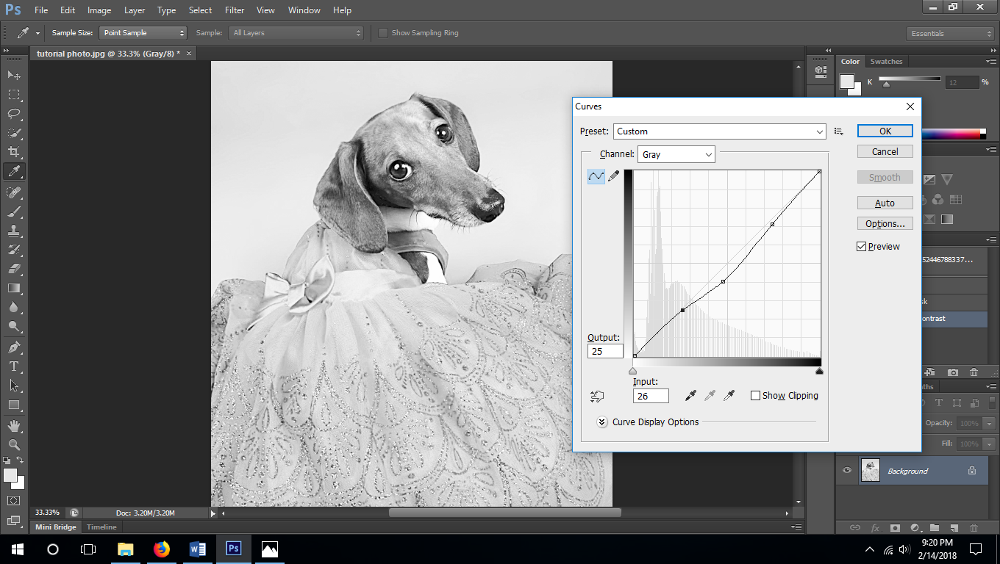 Ps File Edit Image Layer Type Select Filter View Window Help
Sample Size: Point Sample Sample: All Layers Show Sampling Ring Essentials
tutorial photo.jpg @ 33.3% (Gray/8) * ×
Color Swatches
K 12 %
Curves
Preset: Custom
OK
Channel: Gray
Cancel
Smooth
Auto
Options...
Preview
52446788337...
sk
ontrast
Output:
25
Input:
26
Show Clipping
Curve Display Options
aths
T
Opacity: 100%
Fill: 100%
Background
T
33.33% Doc: 3.20M/3.20M
fx
Mini Bridge Timeline
Ps
9:20 PM
2/14/2018